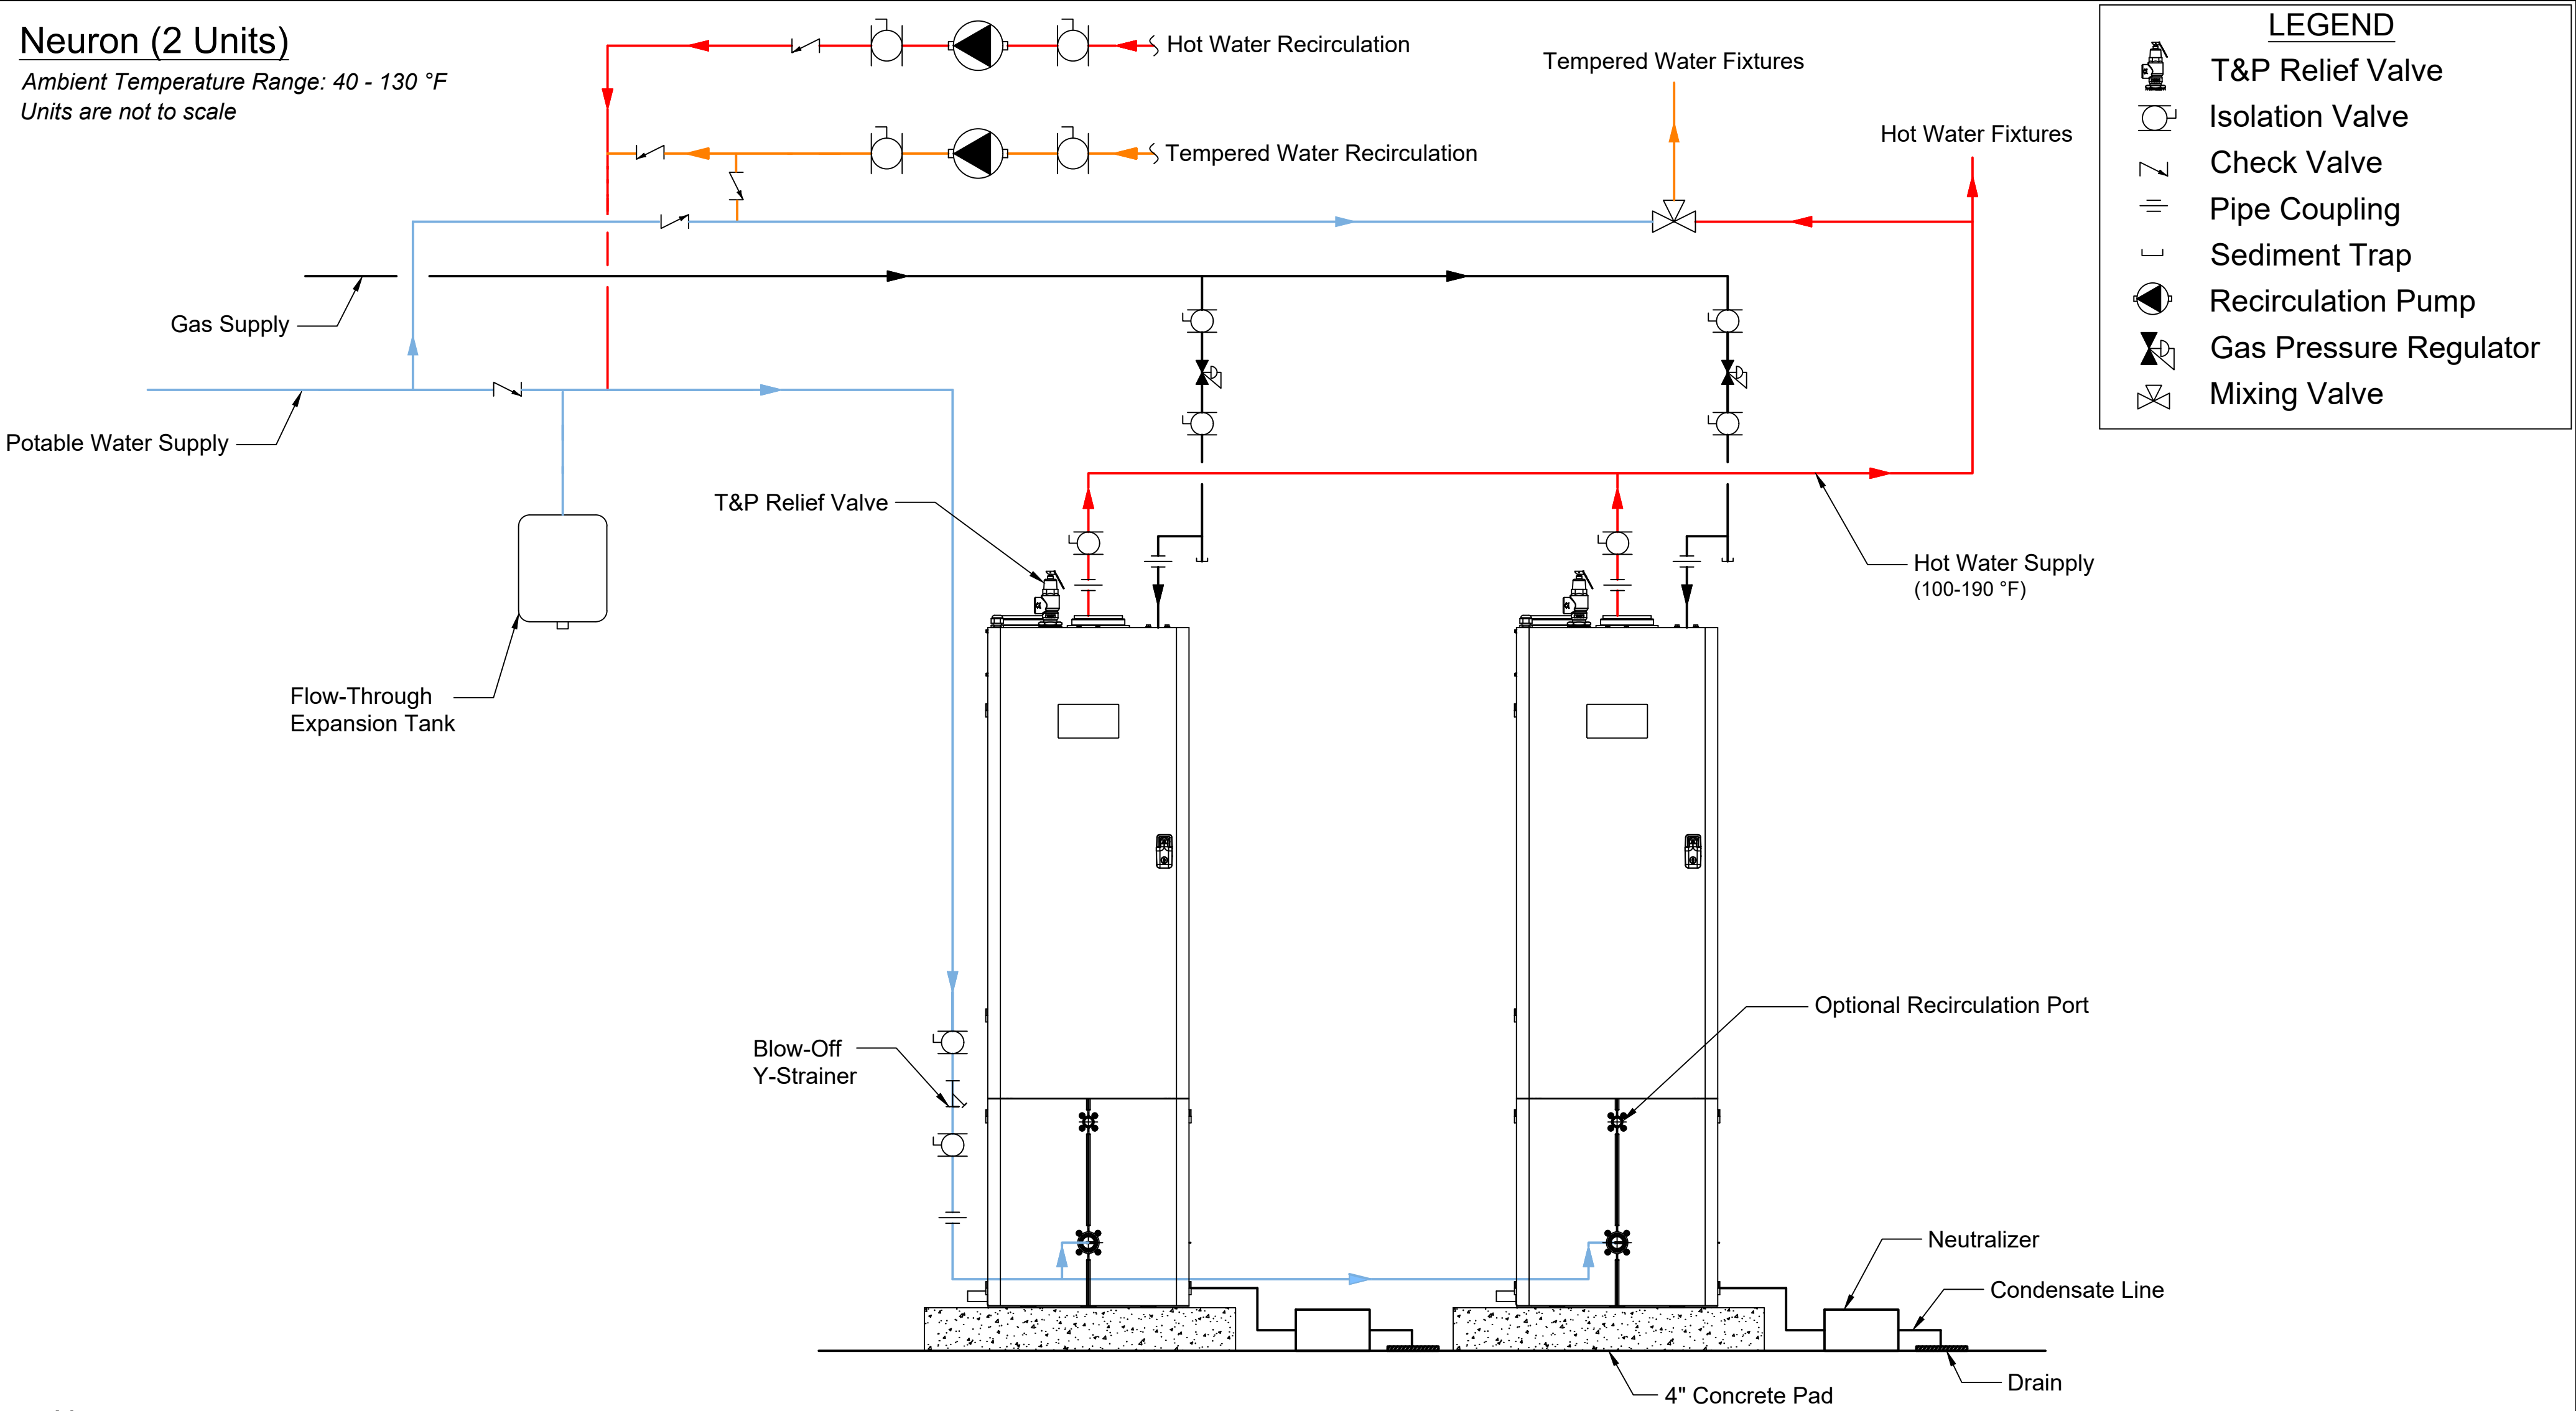 Neuron (2 Units)
Ambient Temperature Range: 40 - 130 °F
Units are not to scale
Hot Water Recirculation
Tempered Water Recirculation
Tempered Water Fixtures
Hot Water Fixtures
LEGEND
T&P Relief Valve
Isolation Valve
Check Valve
Pipe Coupling
Sediment Trap
Recirculation Pump
Gas Pressure Regulator
Mixing Valve
Gas Supply
Potable Water Supply
T&P Relief Valve
Hot Water Supply
(100-190 °F)
Flow-Through
Expansion Tank
Optional Recirculation Port
Blow-Off
Y-Strainer
Neutralizer
Condensate Line
Drain
4" Concrete Pad